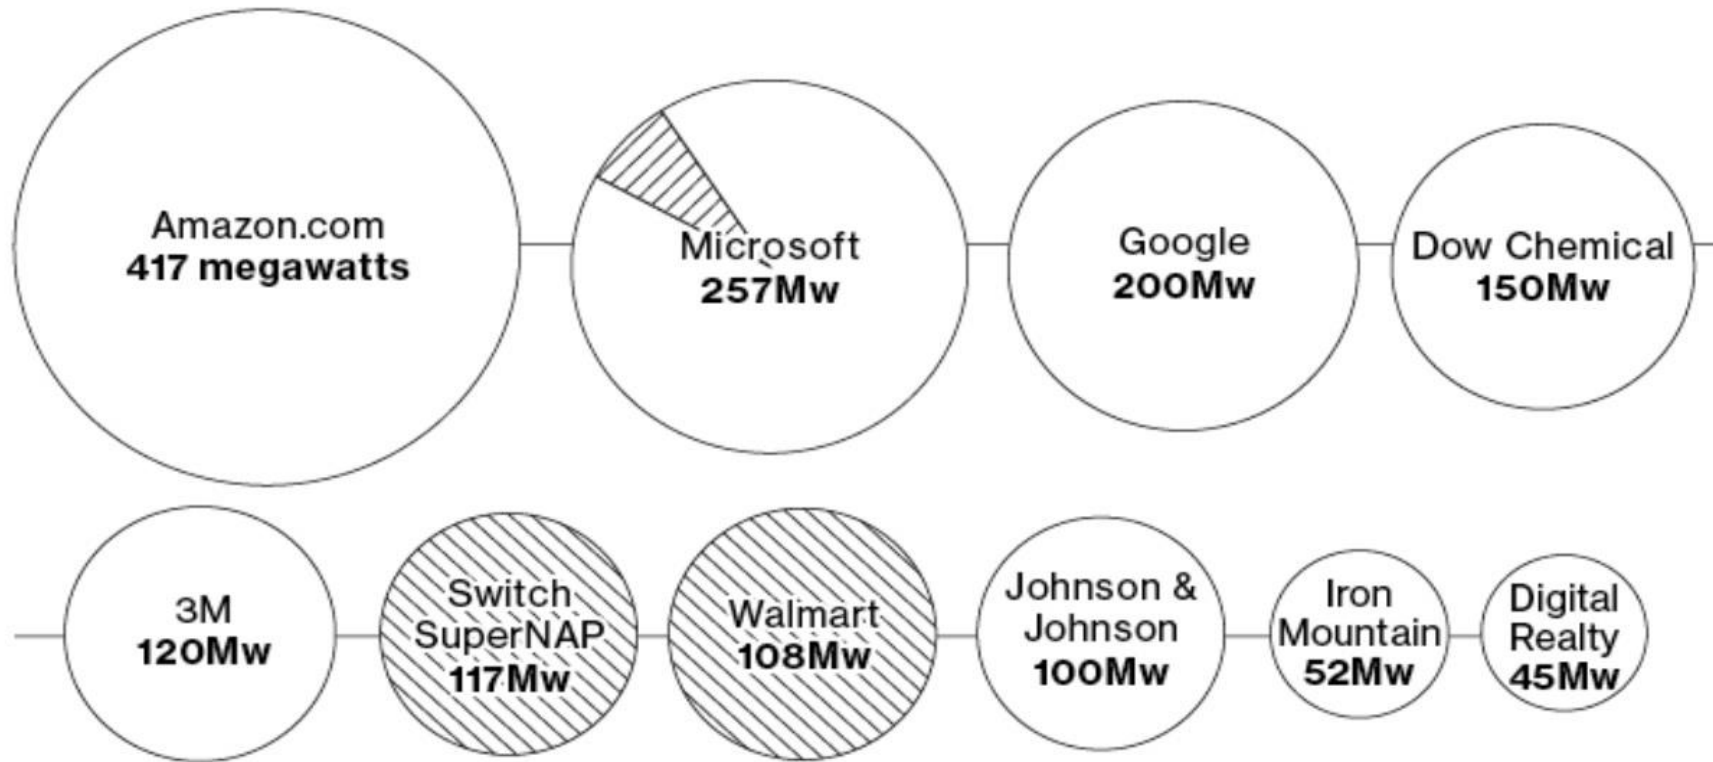 Amazon.com
417 megawatts
Microsoft
257Mw
Google
200Mw
Dow Chemical
150Mw
3M
120Mw
Switch
SuperNAP
117Mw
Walmart
108Mw
Johnson &
Johnson
100Mw
Iron
Mountain
52Mw
Digital
Realty
45Mw